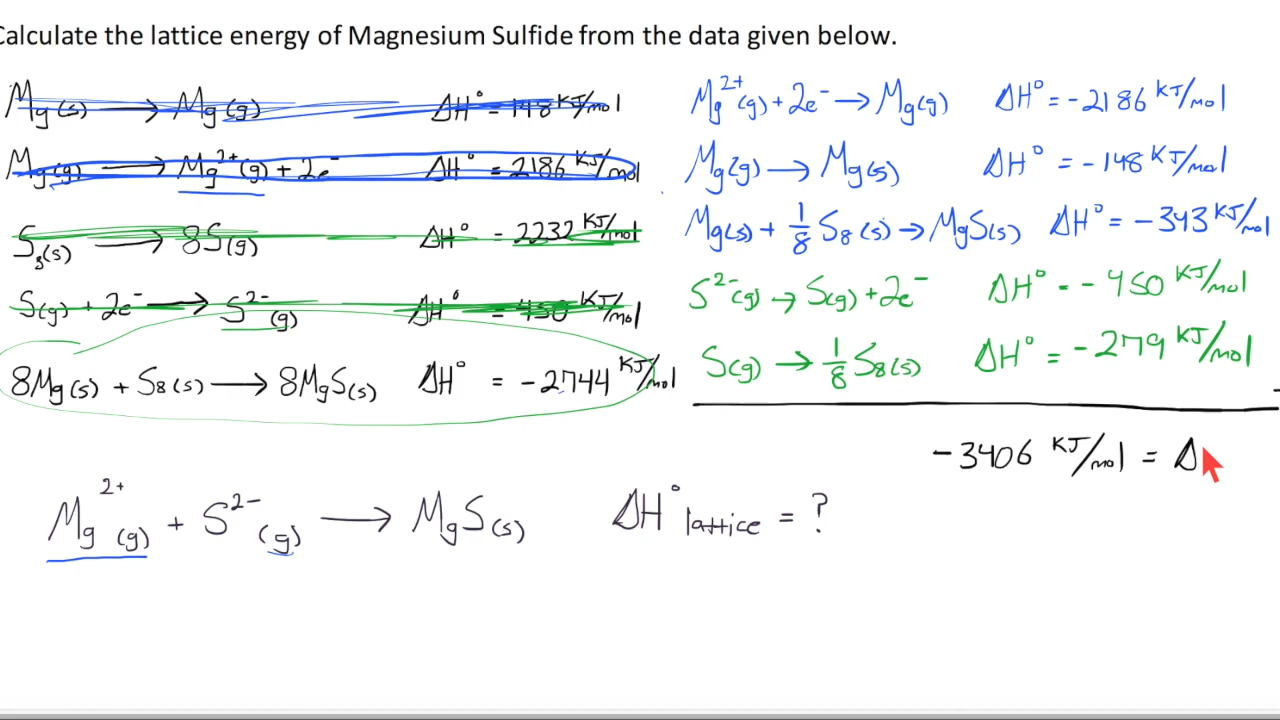 Calculate the lattice energy of Magnesium Sulfide from the data given below.
Mg(s) → Mg(g) ΔH° = 148 KJ/mol
Mg(g) → Mg²⁺(g) + 2e⁻ ΔH° = 2186 KJ/mol
S₈(s) → 8S(g) ΔH° = 2232 KJ/mol
S(g) + 2e⁻ → S²⁻(g) ΔH° = 450 KJ/mol
8Mg(s) + S₈(s) → 8MgS(s) ΔH° = -2744 KJ/mol
Mg²⁺(g) + 2e⁻ → Mg(g) ΔH° = -2186 KJ/mol
Mg(g) → Mg(s) ΔH° = -148 KJ/mol
Mg(s) + 1/8 S₈(s) → MgS(s) ΔH° = -343 KJ/mol
S²⁻(g) → S(g) + 2e⁻ ΔH° = -450 KJ/mol
S(g) → 1/8 S₈(s) ΔH° = -279 KJ/mol
-3406 KJ/mol = Δ
Mg²⁺(g) + S²⁻(g) → MgS(s) ΔH°lattice = ?